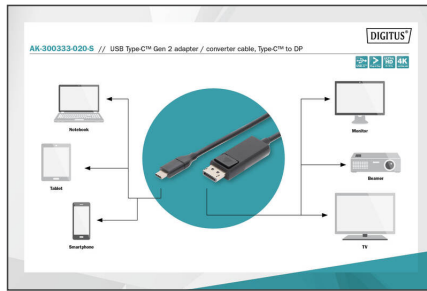 DIGITUS®
AK-300333-020-S // USB Type-C™ Gen 2 adapter / converter cable, Type-C™ to DP
HD
4K
Notebook
Monitor
Tablet
Beamer
Smartphone
TV